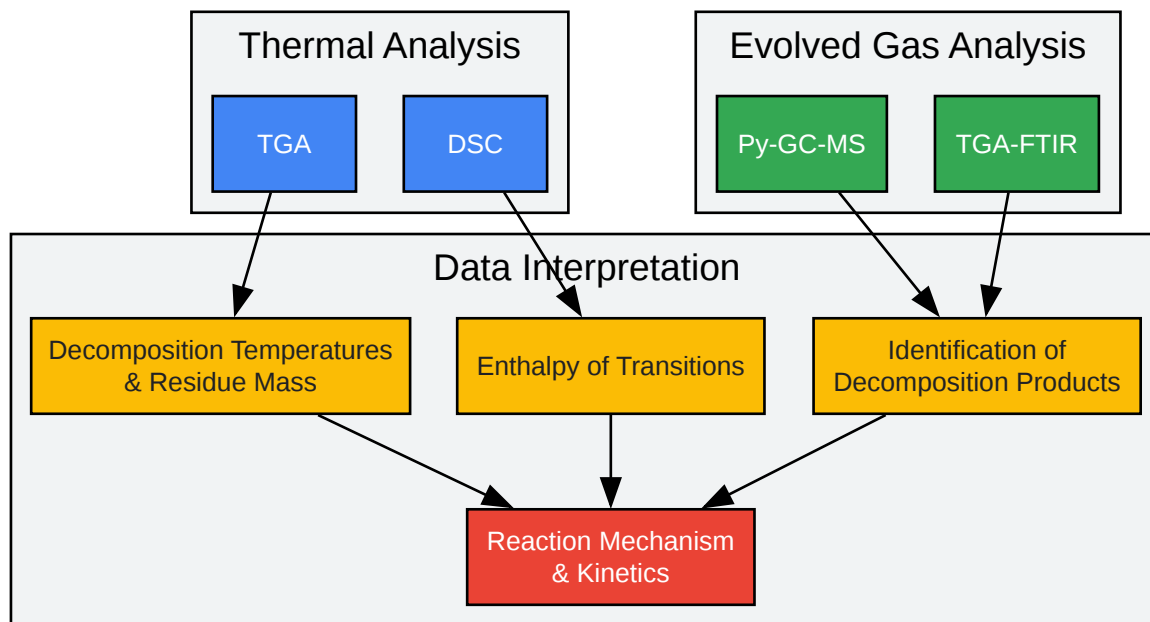 Thermal Analysis
Evolved Gas Analysis
TGA
DSC
Py-GC-MS
TGA-FTIR
Data Interpretation
Decomposition Temperatures
& Residue Mass
Enthalpy of Transitions
Identification of
Decomposition Products
Reaction Mechanism
& Kinetics